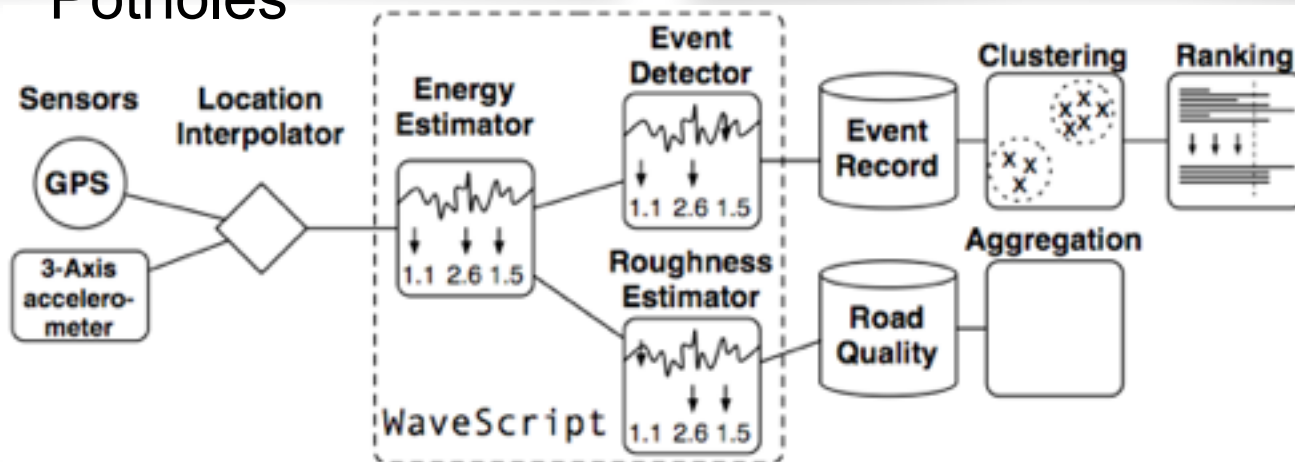 Potholes
Sensors
GPS
3-Axis
accelero-
meter
Location
Interpolator
Energy
Estimator
1.1 2.6 1.5
Event
Detector
1.1 2.6 1.5
Roughness
Estimator
1.1 2.6 1.5
WaveScript
Event
Record
Clustering
x x x x x
x x x
Ranking
Road
Quality
Aggregation